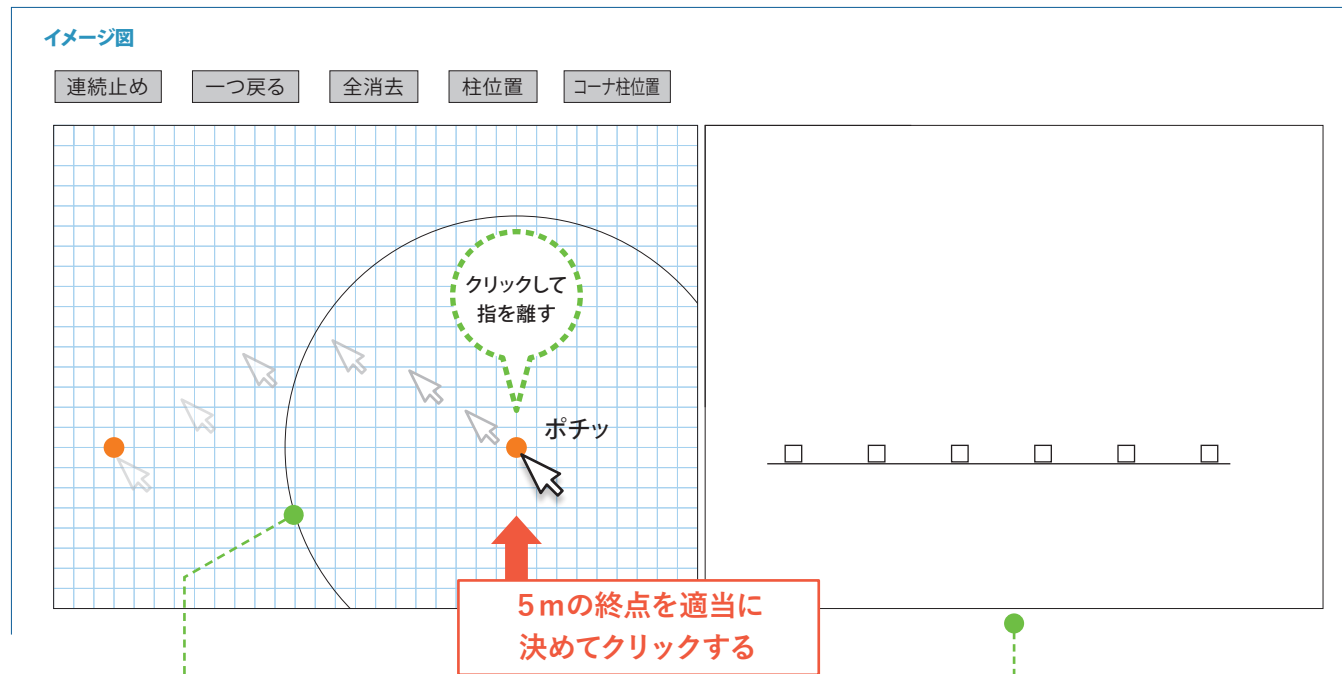 イメージ図
連続止め
一つ戻る
全消去
柱位置
コーナ柱位置
クリックして
指を離す
ポチッ
5mの終点を適当に
決めてクリックする